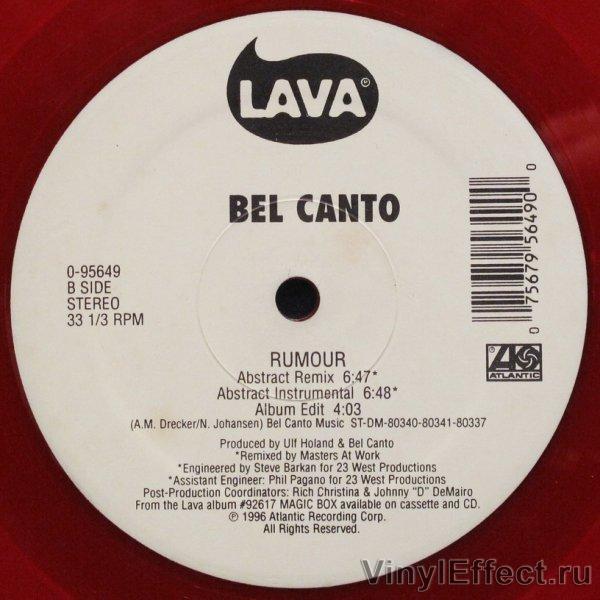 LAVA
BEL CANTO
0-95649
B SIDE
STEREO
33 1/3 RPM
0 75679 56490 0
RUMOUR
Abstract Remix 6:47*
Abstract Instrumental 6:48*
Album Edit 4:03
(A.M. Drecker/N. Johansen) Bel Canto Music ST-DM-80340-80341-80337
ATLANTIC
Produced by Ulf Holand & Bel Canto
*Remixed by Masters At Work
*Engineered by Steve Barkan for 23 West Productions
*Assistant Engineer: Phil Pagano for 23 West Productions
Post-Production Coordinators: Rich Christina & Johnny "D" DeMairo
From the Lava album #92617 MAGIC BOX available on cassette and CD.
℗ 1996 Atlantic Recording Corp.
All Rights Reserved.
VinylEffect.ru